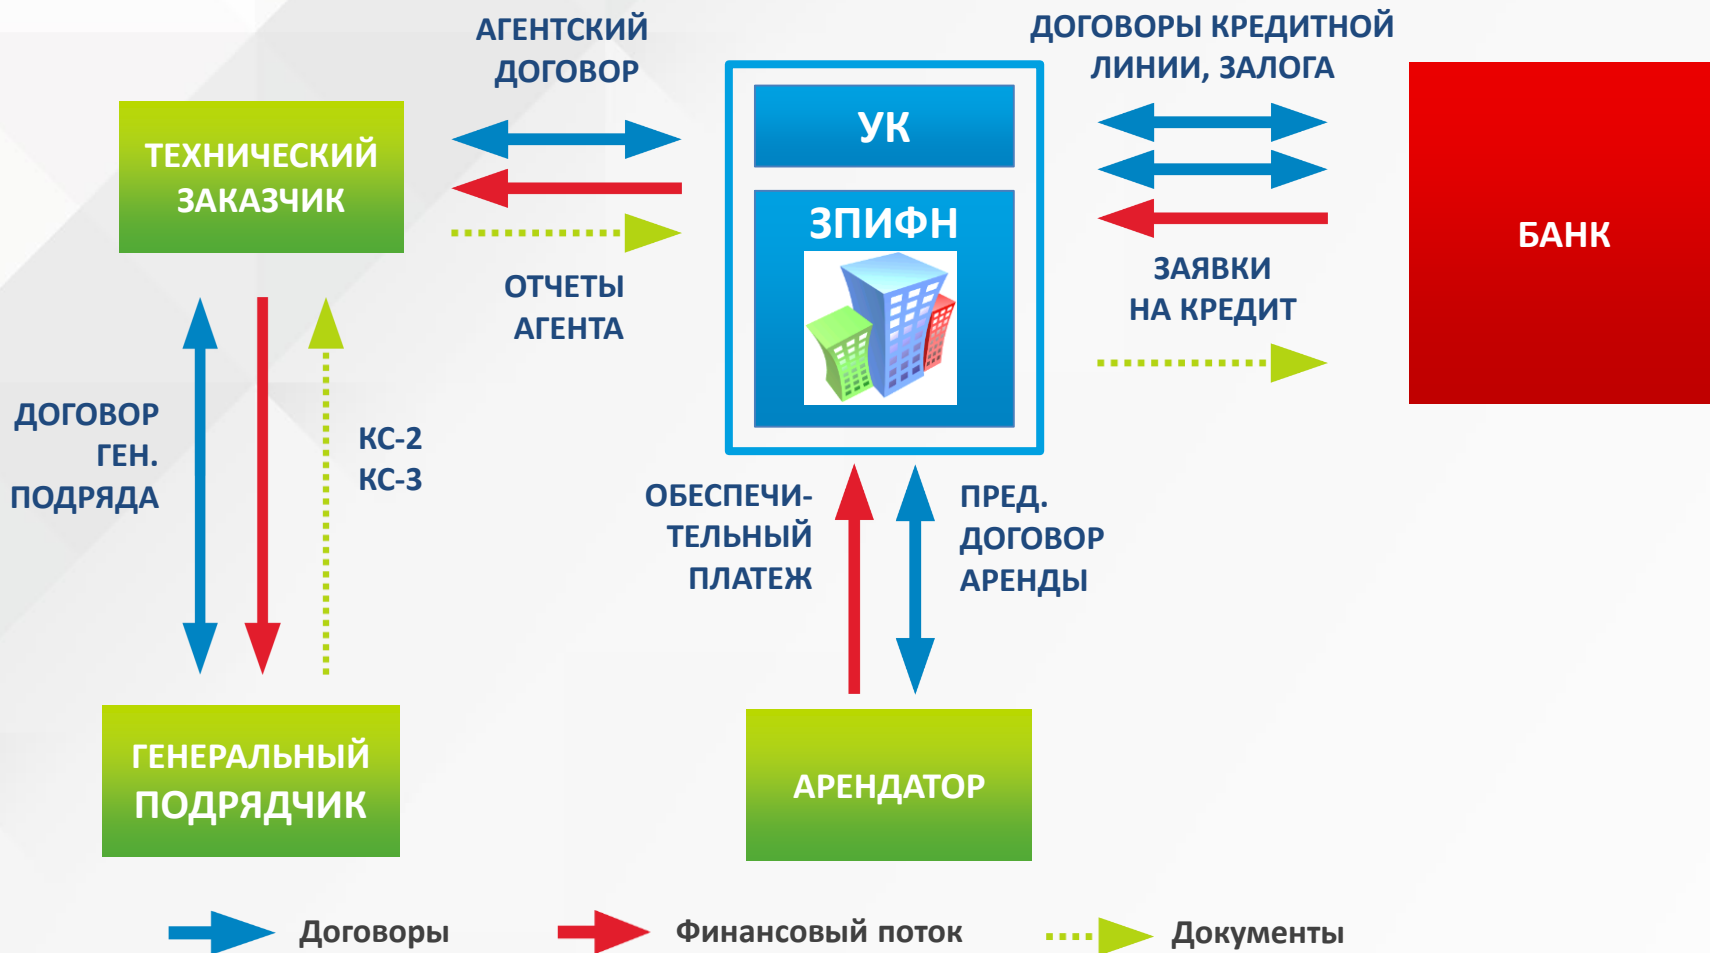 АГЕНТСКИЙ
ДОГОВОР
ДОГОВОРЫ КРЕДИТНОЙ
ЛИНИИ, ЗАЛОГА
ТЕХНИЧЕСКИЙ
ЗАКАЗЧИК
УК
ЗПИФН
БАНК
ОТЧЕТЫ
АГЕНТА
ЗАЯВКИ
НА КРЕДИТ
ДОГОВОР
ГЕН.
ПОДРЯДА
КС-2
КС-3
ОБЕСПЕЧИ-
ТЕЛЬНЫЙ
ПЛАТЕЖ
ПРЕД.
ДОГОВОР
АРЕНДЫ
ГЕНЕРАЛЬНЫЙ
ПОДРЯДЧИК
АРЕНДАТОР
Договоры
Финансовый поток
Документы